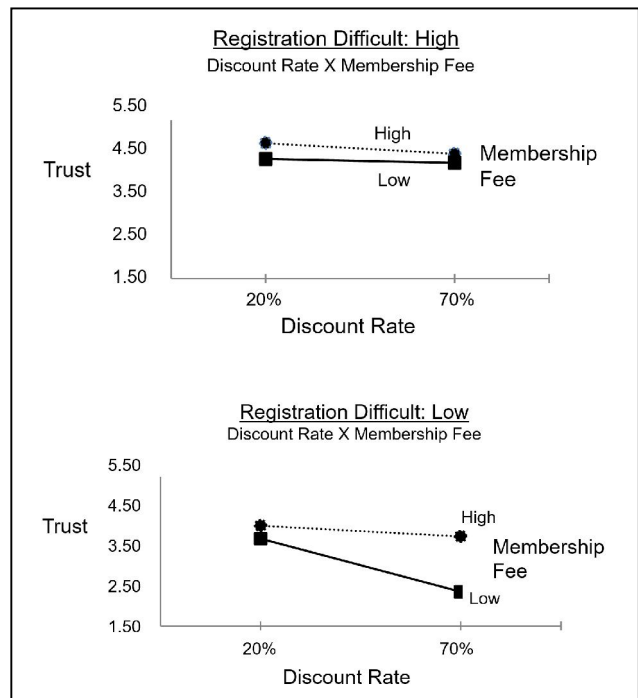 Registration Difficult: High
Discount Rate X Membership Fee
5.50
High
4.50
Membership
Fee
Trust
Low
3.50
2.50
1.50
20%
70%
Discount Rate
Registration Difficult: Low
Discount Rate X Membership Fee
5.50
4.50
High
Trust
3.50
Membership
Fee
2.50
Low
1.50
20%
70%
Discount Rate